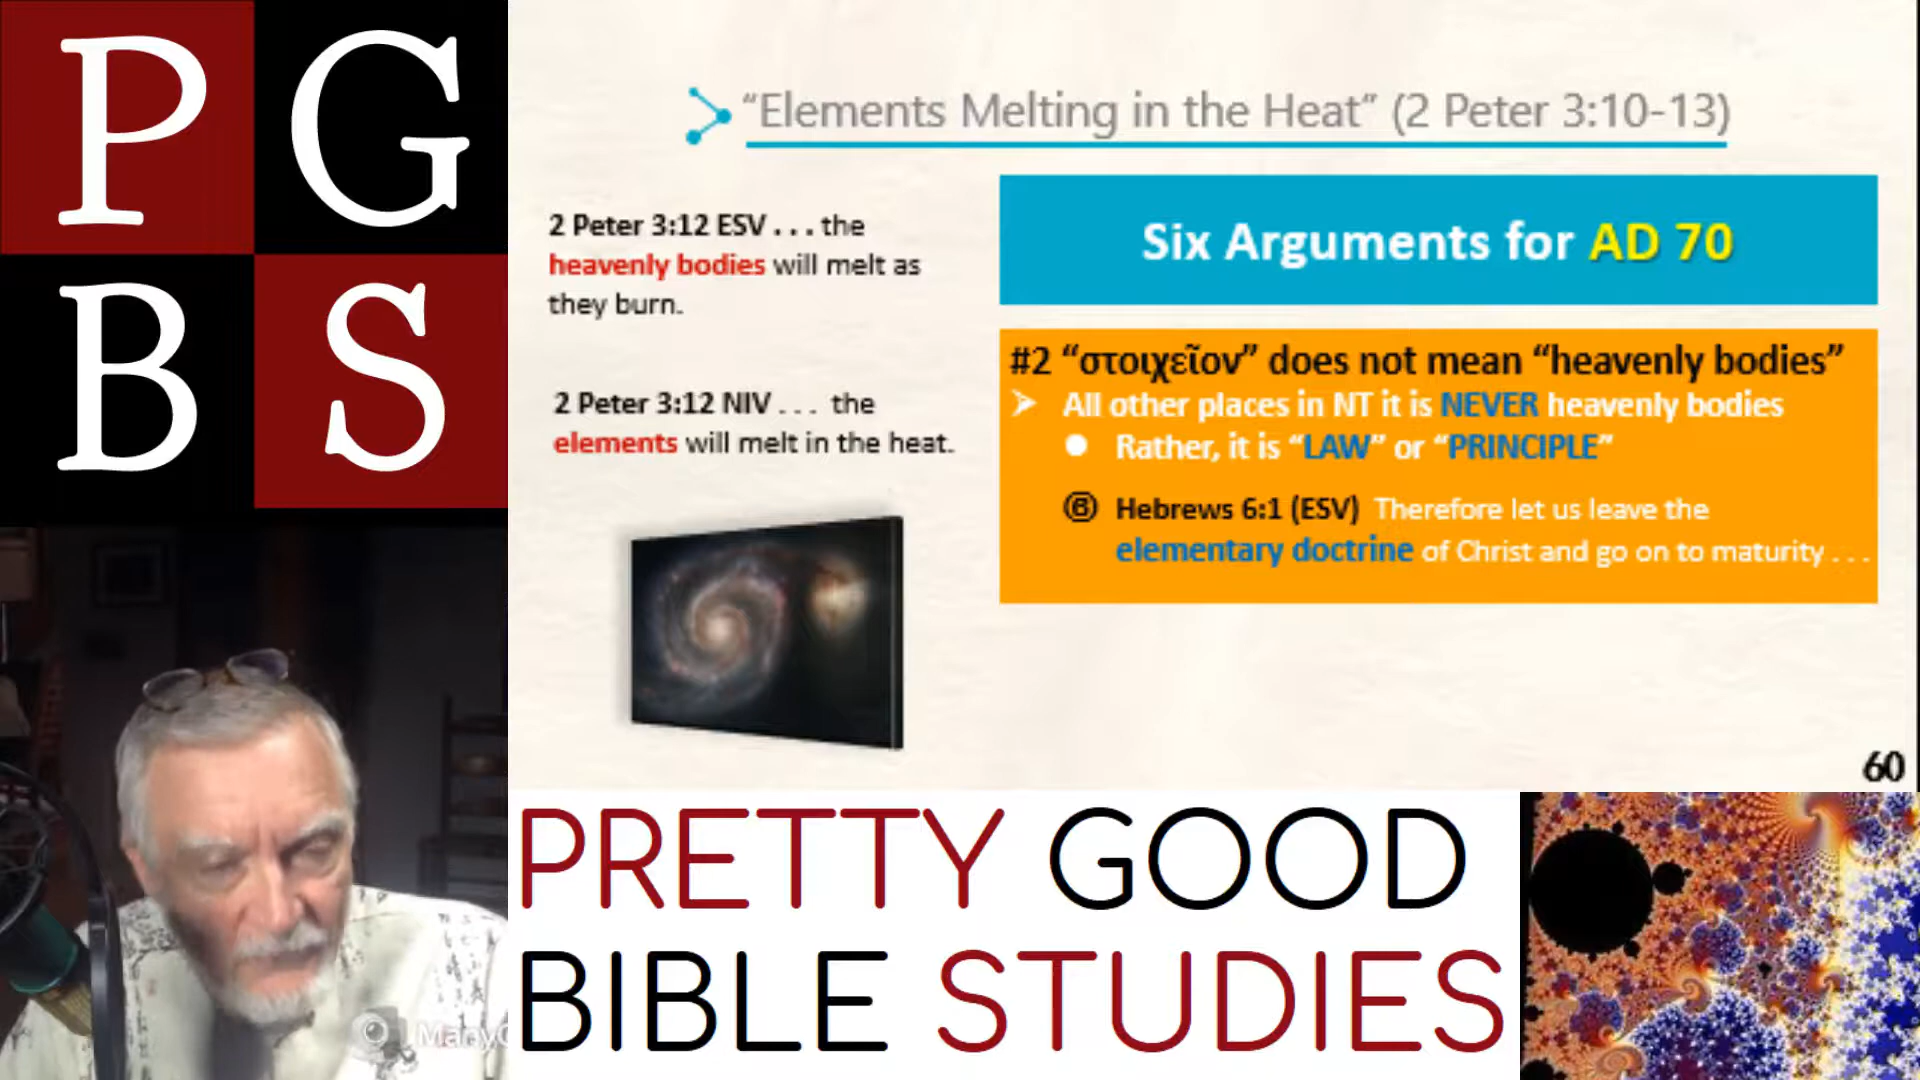 P G
B S
“Elements Melting in the Heat” (2 Peter 3:10-13)
2 Peter 3:12 ESV . . . the
heavenly bodies will melt as
they burn.
2 Peter 3:12 NIV . . . the
elements will melt in the heat.
Six Arguments for AD 70
#2 “στοιχεῖον” does not mean “heavenly bodies”
All other places in NT it is NEVER heavenly bodies
Rather, it is “LAW” or “PRINCIPLE”
Hebrews 6:1 (ESV) Therefore let us leave the
elementary doctrine of Christ and go on to maturity . . .
60
PRETTY GOOD
BIBLE STUDIES